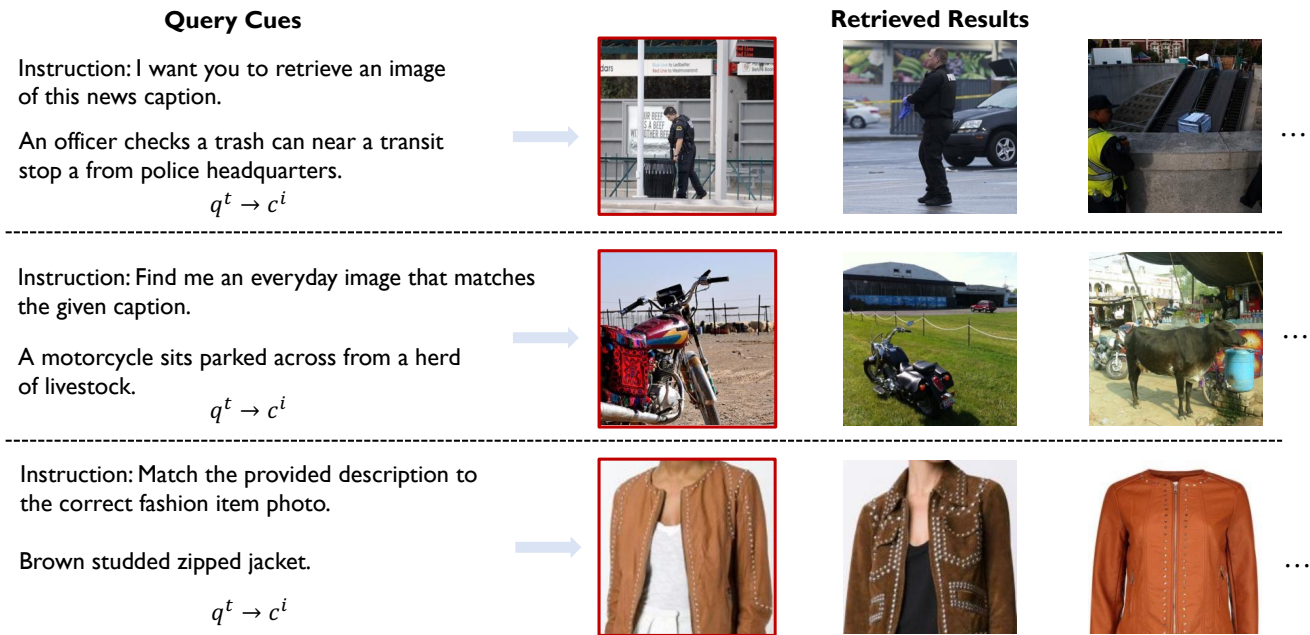 Query Cues
Retrieved Results
Instruction: I want you to retrieve an image
of this news caption.
An officer checks a trash can near a transit
stop a from police headquarters.
q^t → c^i
...
Instruction: Find me an everyday image that matches
the given caption.
A motorcycle sits parked across from a herd
of livestock.
q^t → c^i
...
Instruction: Match the provided description to
the correct fashion item photo.
Brown studded zipped jacket.
q^t → c^i
...